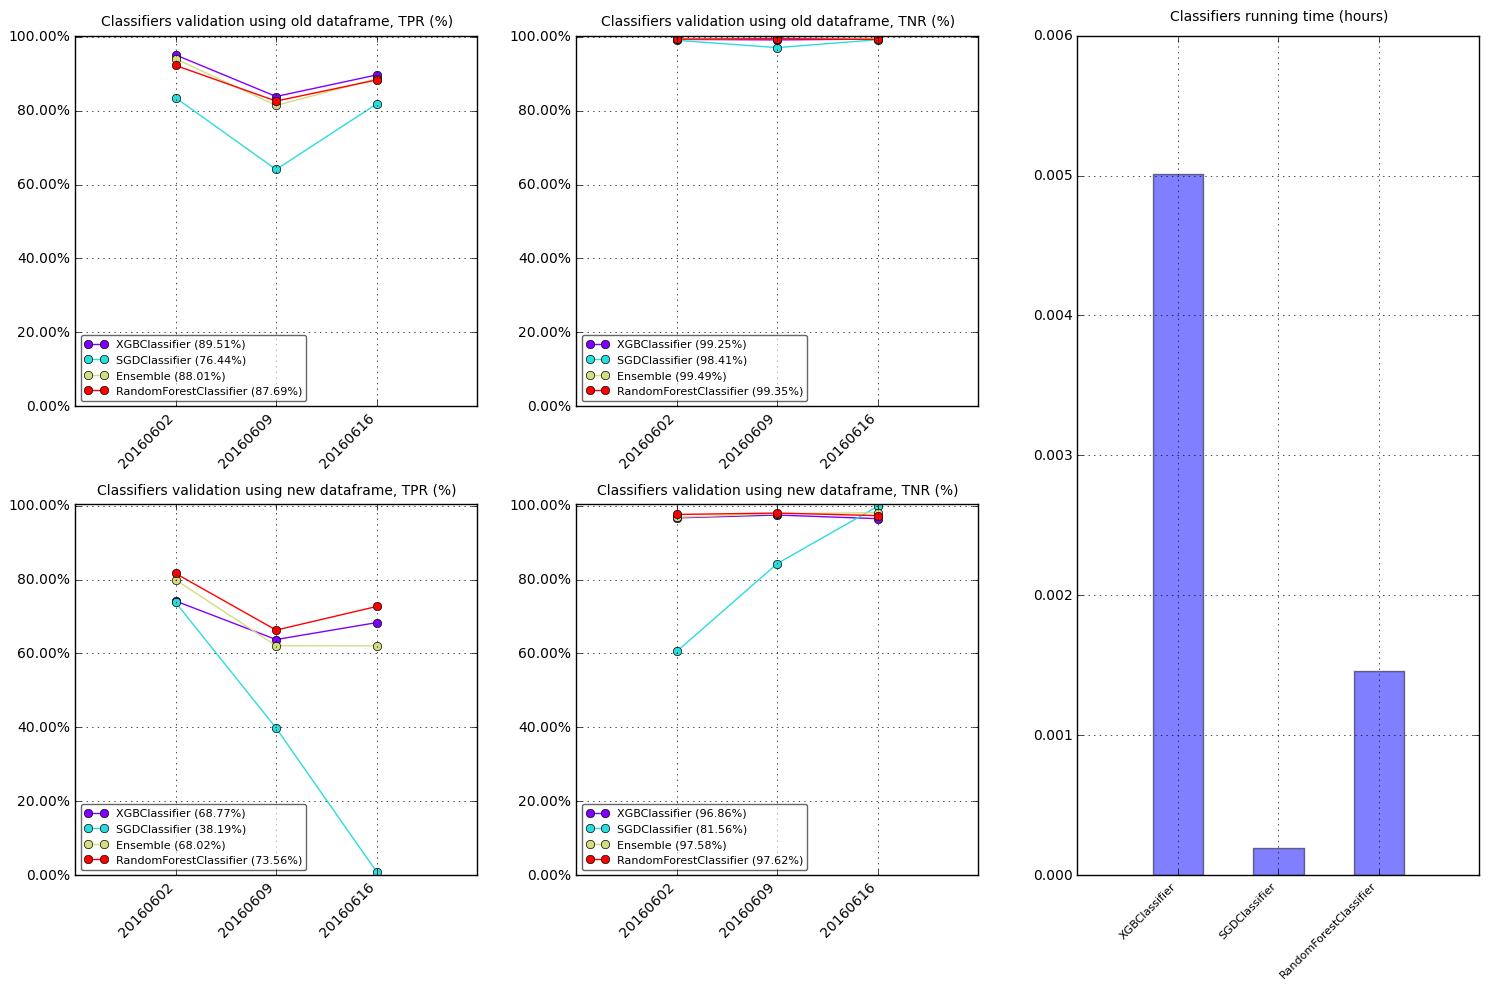 Classifiers validation using old dataframe, TPR (%)
100.00%
80.00%
60.00%
40.00%
20.00%
0.00%
XGBClassifier (89.51%)
SGDClassifier (76.44%)
Ensemble (88.01%)
RandomForestClassifier (87.69%)
20160602
20160609
20160616
Classifiers validation using old dataframe, TNR (%)
100.00%
80.00%
60.00%
40.00%
20.00%
0.00%
XGBClassifier (99.25%)
SGDClassifier (98.41%)
Ensemble (99.49%)
RandomForestClassifier (99.35%)
20160602
20160609
20160616
Classifiers validation using new dataframe, TPR (%)
100.00%
80.00%
60.00%
40.00%
20.00%
0.00%
XGBClassifier (68.77%)
SGDClassifier (38.19%)
Ensemble (68.02%)
RandomForestClassifier (73.56%)
20160602
20160609
20160616
Classifiers validation using new dataframe, TNR (%)
100.00%
80.00%
60.00%
40.00%
20.00%
0.00%
XGBClassifier (96.86%)
SGDClassifier (81.56%)
Ensemble (97.58%)
RandomForestClassifier (97.62%)
20160602
20160609
20160616
Classifiers running time (hours)
0.006
0.005
0.004
0.003
0.002
0.001
0.000
XGBClassifier
SGDClassifier
RandomForestClassifier